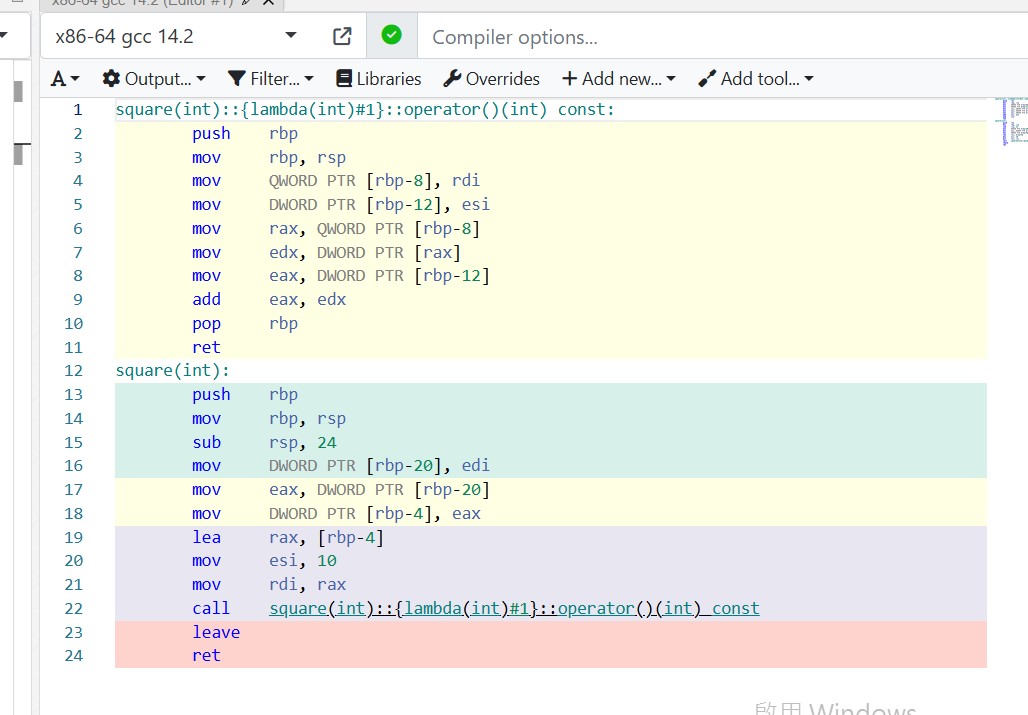 x86-64 gcc 14.2 (Editor #1)
x86-64 gcc 14.2 Compiler options...
A Output... Filter... Libraries Overrides + Add new... Add tool...
1 square(int)::{lambda(int)#1}::operator()(int) const:
2 push rbp
3 mov rbp, rsp
4 mov QWORD PTR [rbp-8], rdi
5 mov DWORD PTR [rbp-12], esi
6 mov rax, QWORD PTR [rbp-8]
7 mov edx, DWORD PTR [rax]
8 mov eax, DWORD PTR [rbp-12]
9 add eax, edx
10 pop rbp
11 ret
12 square(int):
13 push rbp
14 mov rbp, rsp
15 sub rsp, 24
16 mov DWORD PTR [rbp-20], edi
17 mov eax, DWORD PTR [rbp-20]
18 mov DWORD PTR [rbp-4], eax
19 lea rax, [rbp-4]
20 mov esi, 10
21 mov rdi, rax
22 call square(int)::{lambda(int)#1}::operator()(int) const
23 leave
24 ret
啟用 Windows